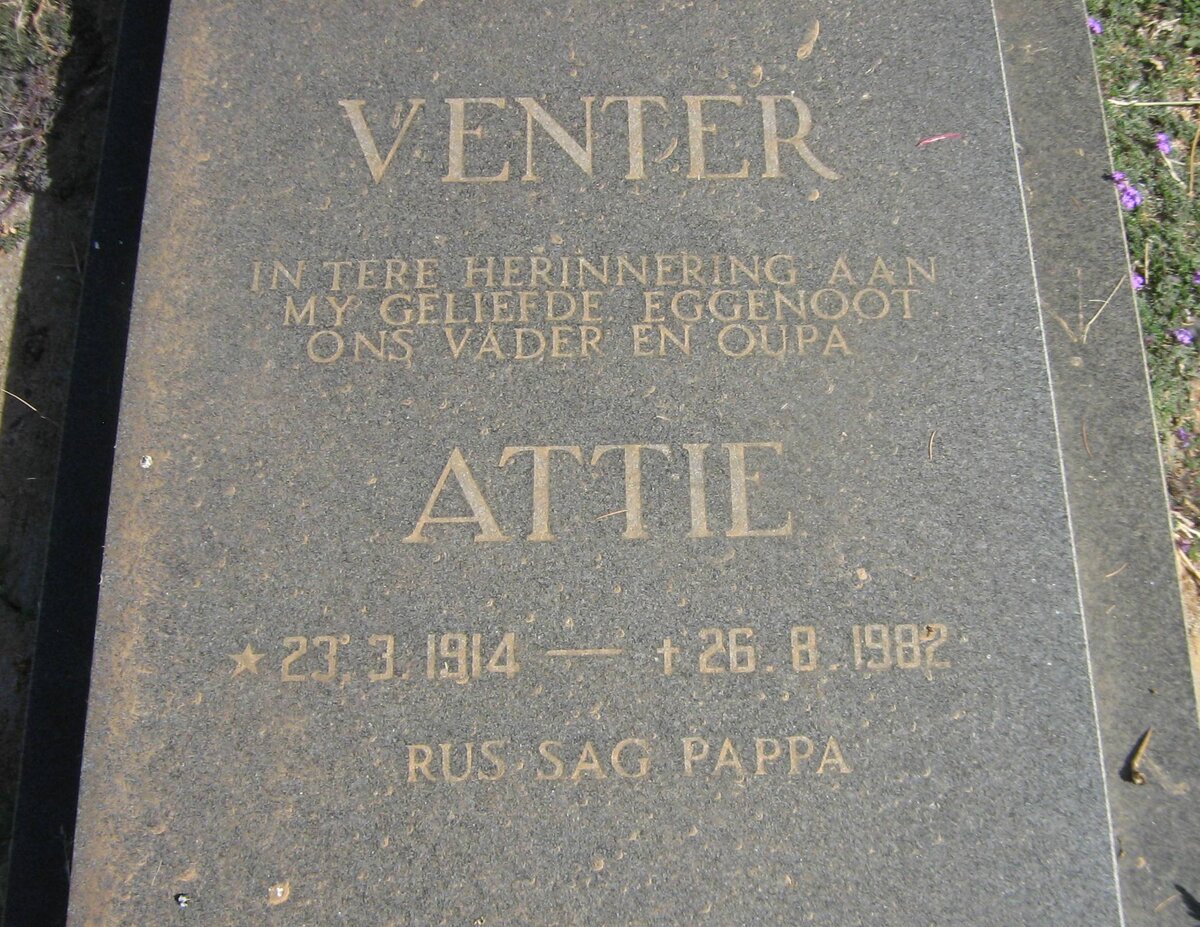 VENTER
IN TERE HERINNERING AAN
MY GELIEFDE EGGENOOT
ONS VADER EN OUPA
ATTIE
★ 23.3.1914 — † 26.8.1982
RUS SAG PAPPA